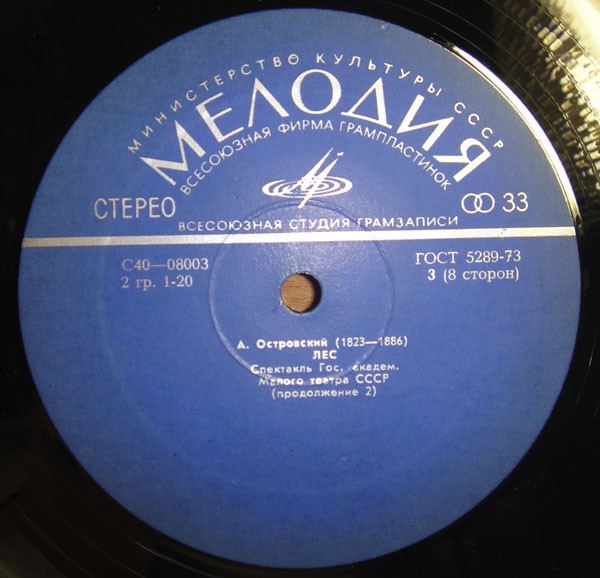 МИНИСТЕРСТВО КУЛЬТУРЫ СССР
МЕЛОДИЯ
ВСЕСОЮЗНАЯ ФИРМА ГРАМПЛАСТИНОК
СТЕРЕО
33
ВСЕСОЮЗНАЯ СТУДИЯ ГРАМЗАПИСИ
С40—08003
2 гр. 1-20
ГОСТ 5289-73
3 (8 сторон)
А. Островский (1823—1886)
ЛЕС
Спектакль Гос. академ.
Малого театра СССР
(продолжение 2)